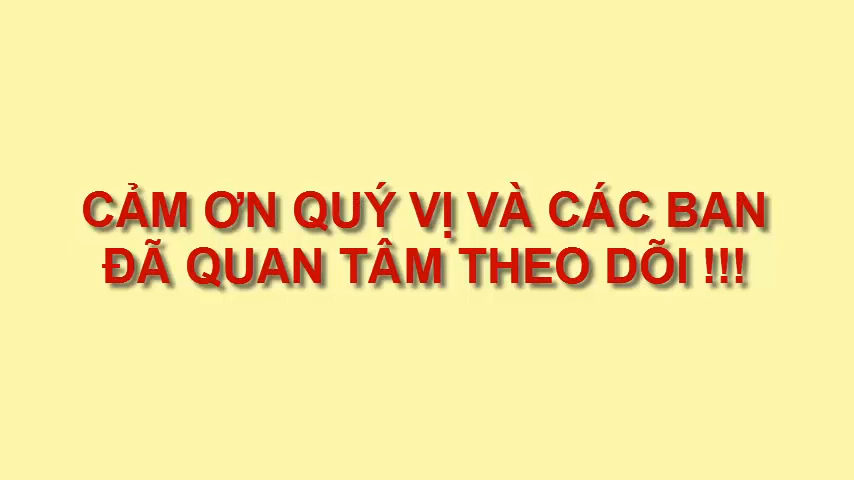 CẢM ƠN QUÝ VỊ VÀ CÁC BAN
ĐÃ QUAN TÂM THEO DÕI !!!